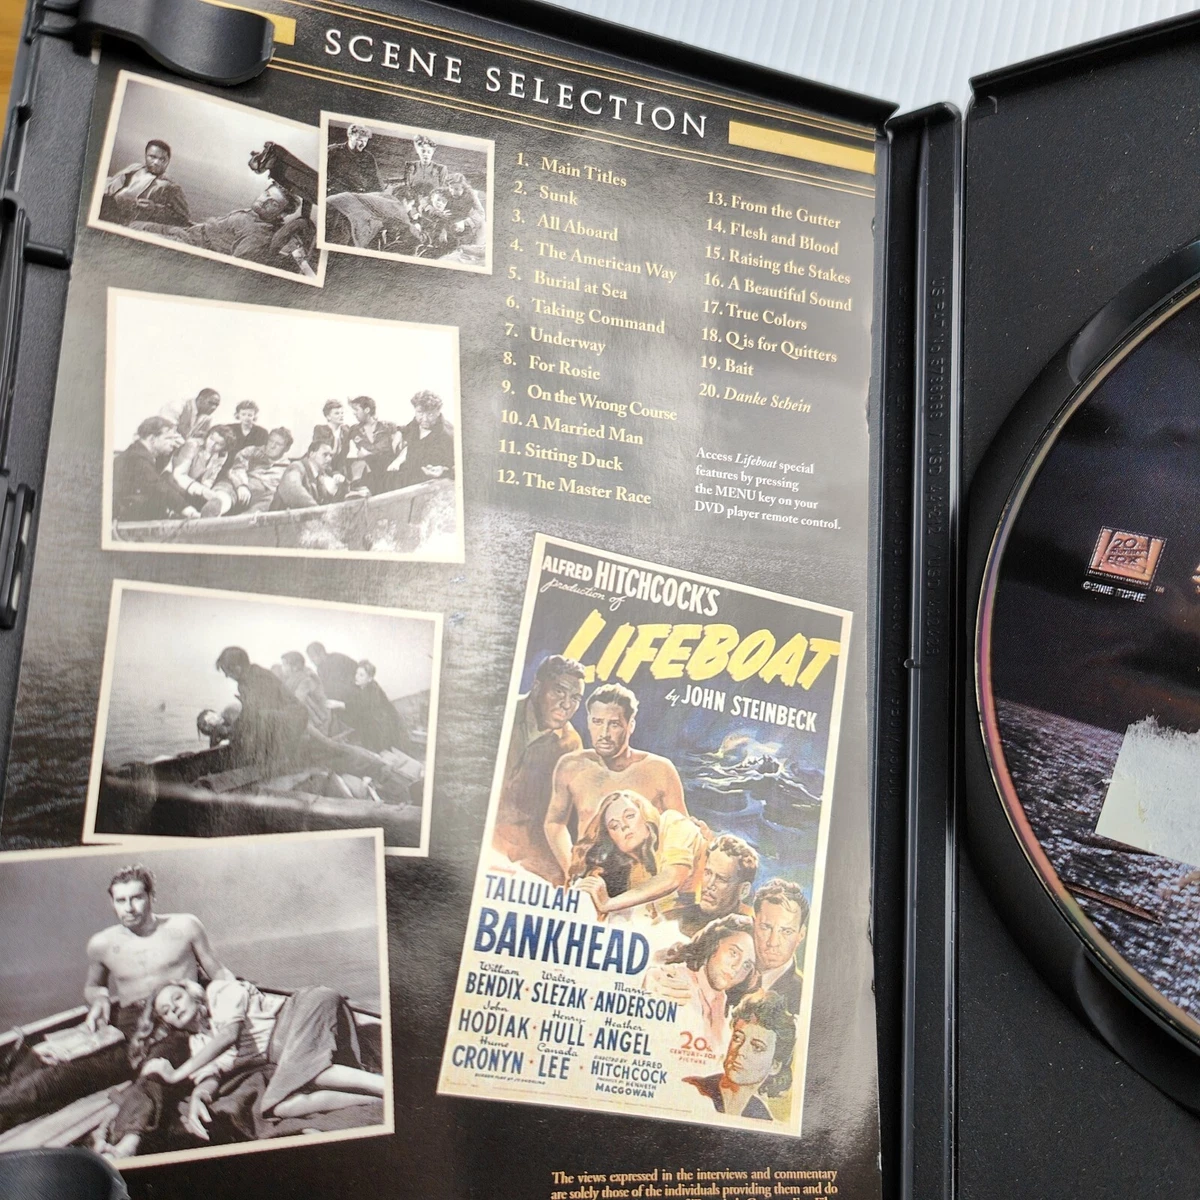 SCENE SELECTION
1. Main Titles
2. Sunk
3. All Aboard
4. The American Way
5. Burial at Sea
6. Taking Command
7. Underway
8. For Rosie
9. On the Wrong Course
10. A Married Man
11. Sitting Duck
12. The Master Race
13. From the Gutter
14. Flesh and Blood
15. Raising the Stakes
16. A Beautiful Sound
17. True Colors
18. Q is for Quitters
19. Bait
20. Danke Schein
Access Lifeboat special
features by pressing
the MENU key on your
DVD player remote control.
ALFRED HITCHCOCK'S
production of
LIFEBOAT
by JOHN STEINBECK
TALLULAH
BANKHEAD
William Walter Mary
BENDIX · SLEZAK · ANDERSON
John Henry Heather
HODIAK · HULL · ANGEL
Hume Canada
CRONYN · LEE ·
DIRECTED BY ALFRED
HITCHCOCK
KENNETH
MACGOWAN
20th
CENTURY-FOX
PICTURE
The views expressed in the interviews and commentary
are solely those of the individuals providing them and do
20
FOX